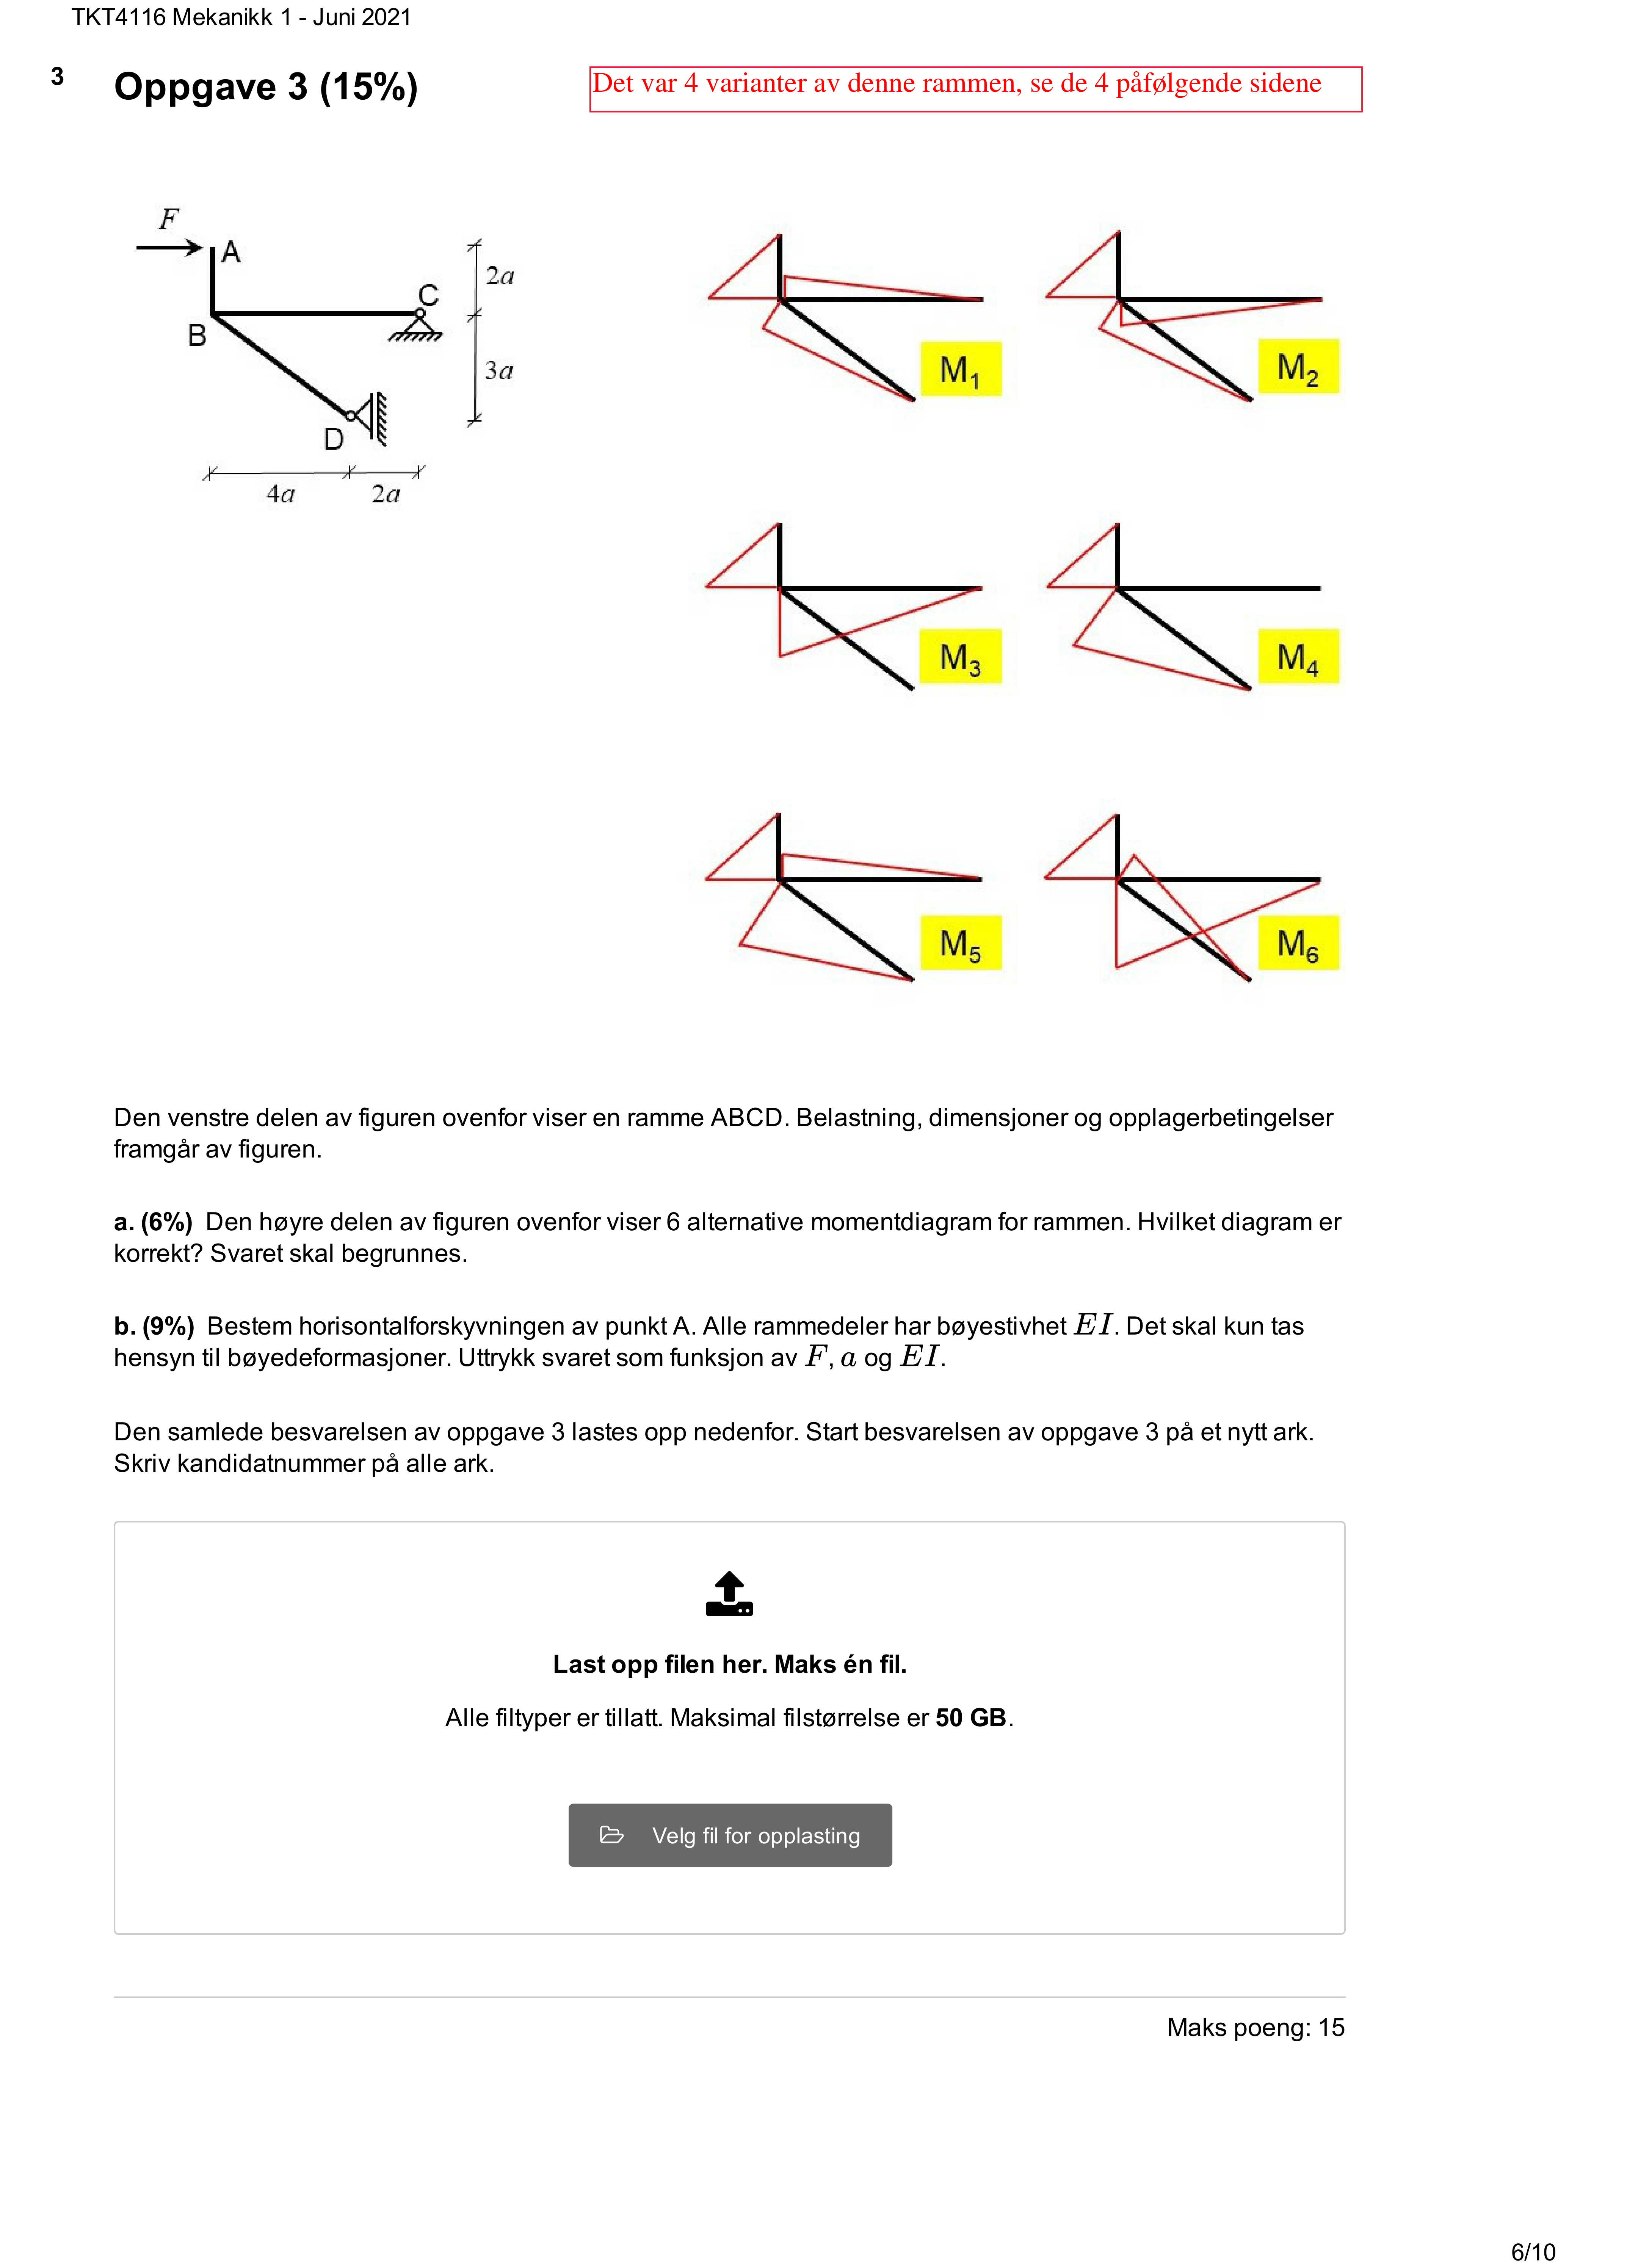 TKT4116 Mekanikk 1 - Juni 2021
3
Oppgave 3 (15%)
Det var 4 varianter av denne rammen, se de 4 påfølgende sidene
F
A
B
C
D
2a
3a
4a
2a
M1
M2
M3
M4
M5
M6
Den venstre delen av figuren ovenfor viser en ramme ABCD. Belastning, dimensjoner og opplagerbetingelser
framgår av figuren.
a. (6%) Den høyre delen av figuren ovenfor viser 6 alternative momentdiagram for rammen. Hvilket diagram er
korrekt? Svaret skal begrunnes.
b. (9%) Bestem horisontalforskyvningen av punkt A. Alle rammedeler har bøyestivhet EI. Det skal kun tas
hensyn til bøyedeformasjoner. Uttrykk svaret som funksjon av F, a og EI.
Den samlede besvarelsen av oppgave 3 lastes opp nedenfor. Start besvarelsen av oppgave 3 på et nytt ark.
Skriv kandidatnummer på alle ark.
Last opp filen her. Maks én fil.
Alle filtyper er tillatt. Maksimal filstørrelse er 50 GB.
Velg fil for opplasting
Maks poeng: 15
6/10